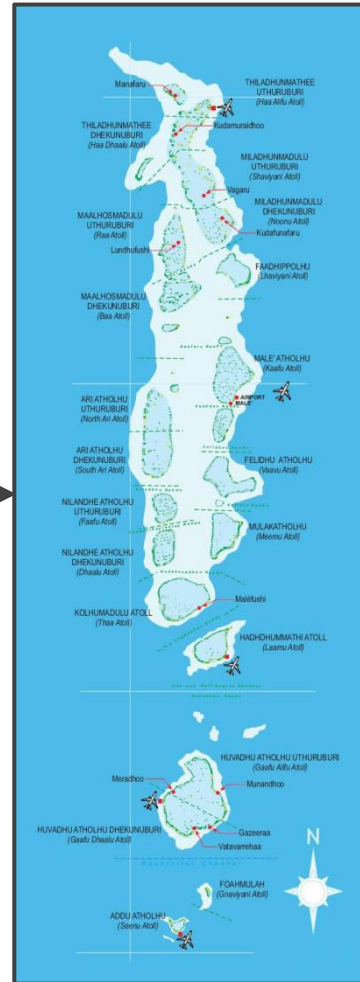 Manafaru
THILADHUNMATHEE
UTHURUBURI
(Haa Alifu Atoll)
THILADHUNMATHEE
DHEKUNUBURI
(Haa Dhaalu Atoll)
Kudamuraidhoo
MILADHUNMADULU
UTHURUBURI
(Shaviyani Atoll)
Vagaru
MAALHOSMADULU
UTHURUBURI
(Raa Atoll)
Lundhufushi
MILADHUNMADULU
DHEKUNUBURI
(Noonu Atoll)
Kudafunafaru
FAADHIPPOLHU
(Lhaviyani Atoll)
MAALHOSMADULU
DHEKUNUBURI
(Baa Atoll)
MALE' ATHOLHU
(Kaafu Atoll)
AIRPORT
MALE'
ARI ATHOLHU
UTHURUBURI
(North Ari Atoll)
ARI ATHOLHU
DHEKUNUBURI
(South Ari Atoll)
FELIDHU ATHOLHU
(Vaavu Atoll)
NILANDHE ATHOLHU
UTHURUBURI
(Faafu Atoll)
MULAKATHOLHU
(Meemu Atoll)
NILANDHE ATHOLHU
DHEKUNUBURI
(Dhaalu Atoll)
KOLHUMADULU ATOLL
(Thaa Atoll)
Maléfushi
HADHDHUMMATHI ATOLL
(Laamu Atoll)
HUVADHU ATHOLHU UTHURUBURI
(Gaafu Alifu Atoll)
Meradhoo
Munandhoo
HUVADHU ATHOLHU DHEKUNUBURI
(Gaafu Dhaalu Atoll)
Gazeeraa
Vatavarrehaa
Equatorial Channel
N
FOAHMULAH
(Gnaviyani Atoll)
ADDU ATHOLHU
(Seenu Atoll)